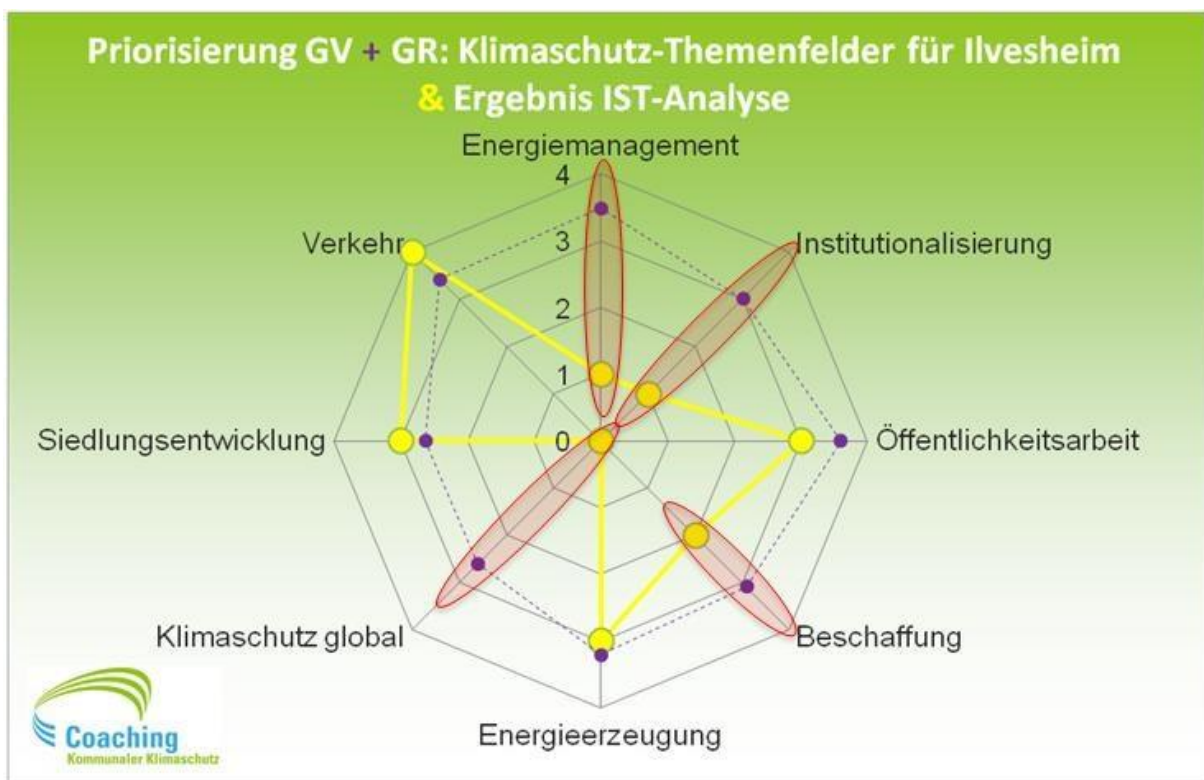 Priorisierung GV + GR: Klimaschutz-Themenfelder für Ilvesheim
& Ergebnis IST-Analyse
Energiemanagement
4
Verkehr
3
Institutionalisierung
2
1
Siedlungsentwicklung
0
Öffentlichkeitsarbeit
Klimaschutz global
Beschaffung
Energieerzeugung
Coaching
Kommunaler Klimaschutz